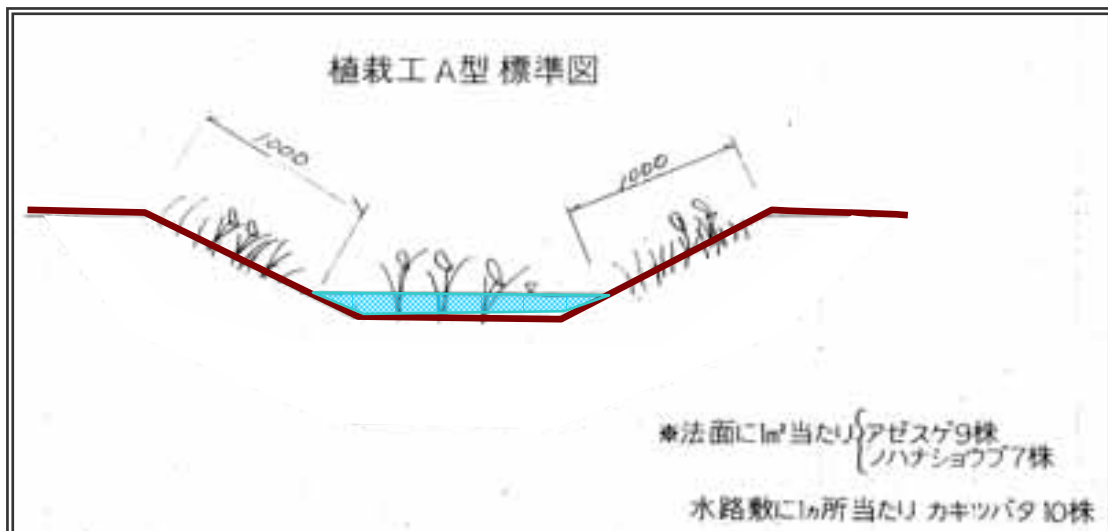 植栽工 A型 標準図
1000
1000
※法面に1m²当たり{アゼスゲ9株
ノハナショウブ7株
水路敷に1ヵ所当たり カキツバタ10株